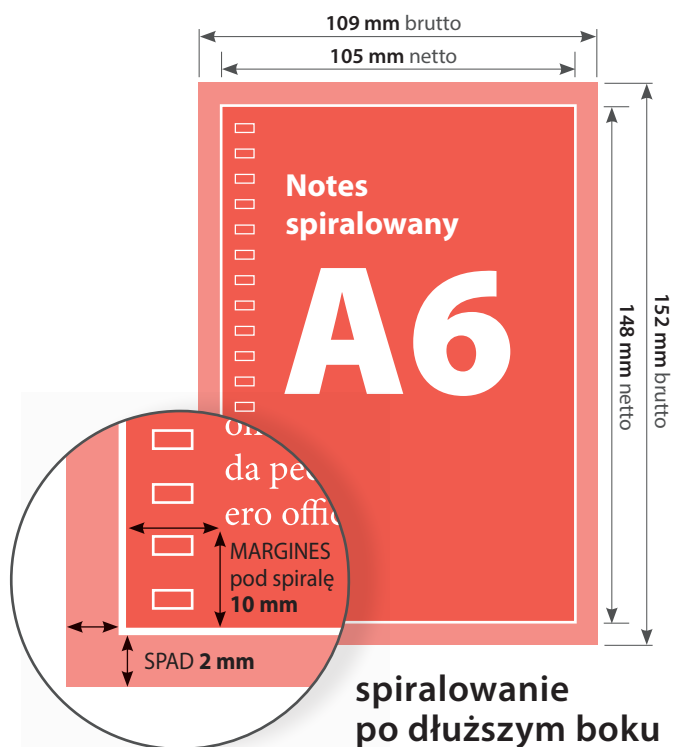 109 mm brutto
105 mm netto
Notes
spiralowany
A6
148 mm netto
152 mm brutto
da pe
ero offic
MARGINES
pod spiralę
10 mm
SPAD 2 mm
spiralowanie
po dłuższym boku